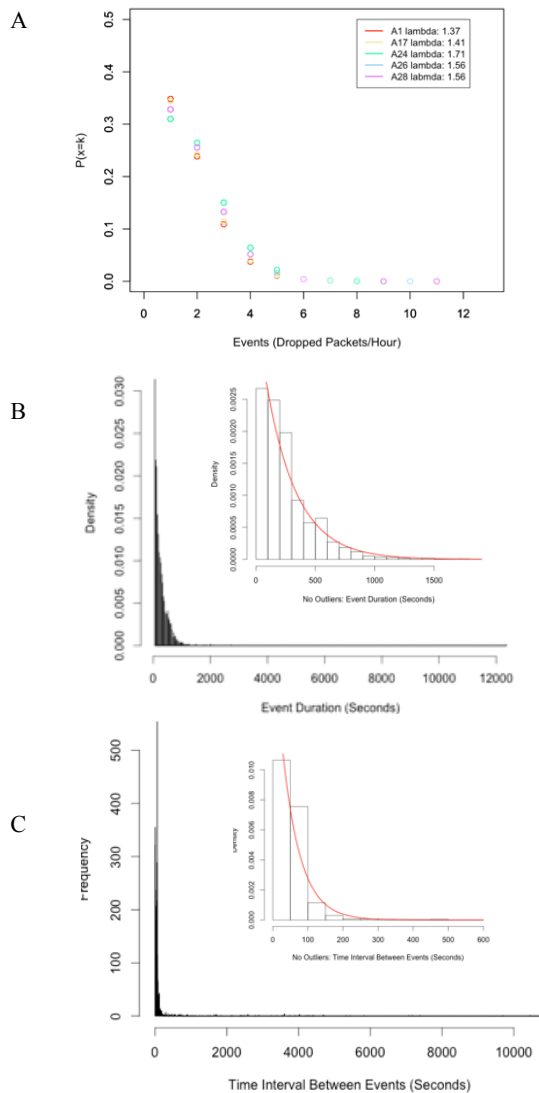 A
A1 lambda: 1.37
A17 lambda: 1.41
A24 lambda: 1.71
A26 lambda: 1.56
A28 labmda: 1.56
P(x=k)
0.5
0.4
0.3
0.2
0.1
0.0
0 2 4 6 8 10 12
Events (Dropped Packets/Hour)
B
Density
0.030
0.025
0.020
0.015
0.010
0.005
0.000
0 2000 4000 6000 8000 10000 12000
Event Duration (Seconds)
Density
0.0025
0.0020
0.0015
0.0010
0.0005
0.0000
0 500 1000 1500
No Outliers: Event Duration (Seconds)
C
Frequency
500
400
300
200
100
0
0 2000 4000 6000 8000 10000
Time Interval Between Events (Seconds)
Density
0.010
0.008
0.006
0.004
0.002
0.000
0 100 200 300 400 500 600
No Outliers: Time Interval Between Events (Seconds)